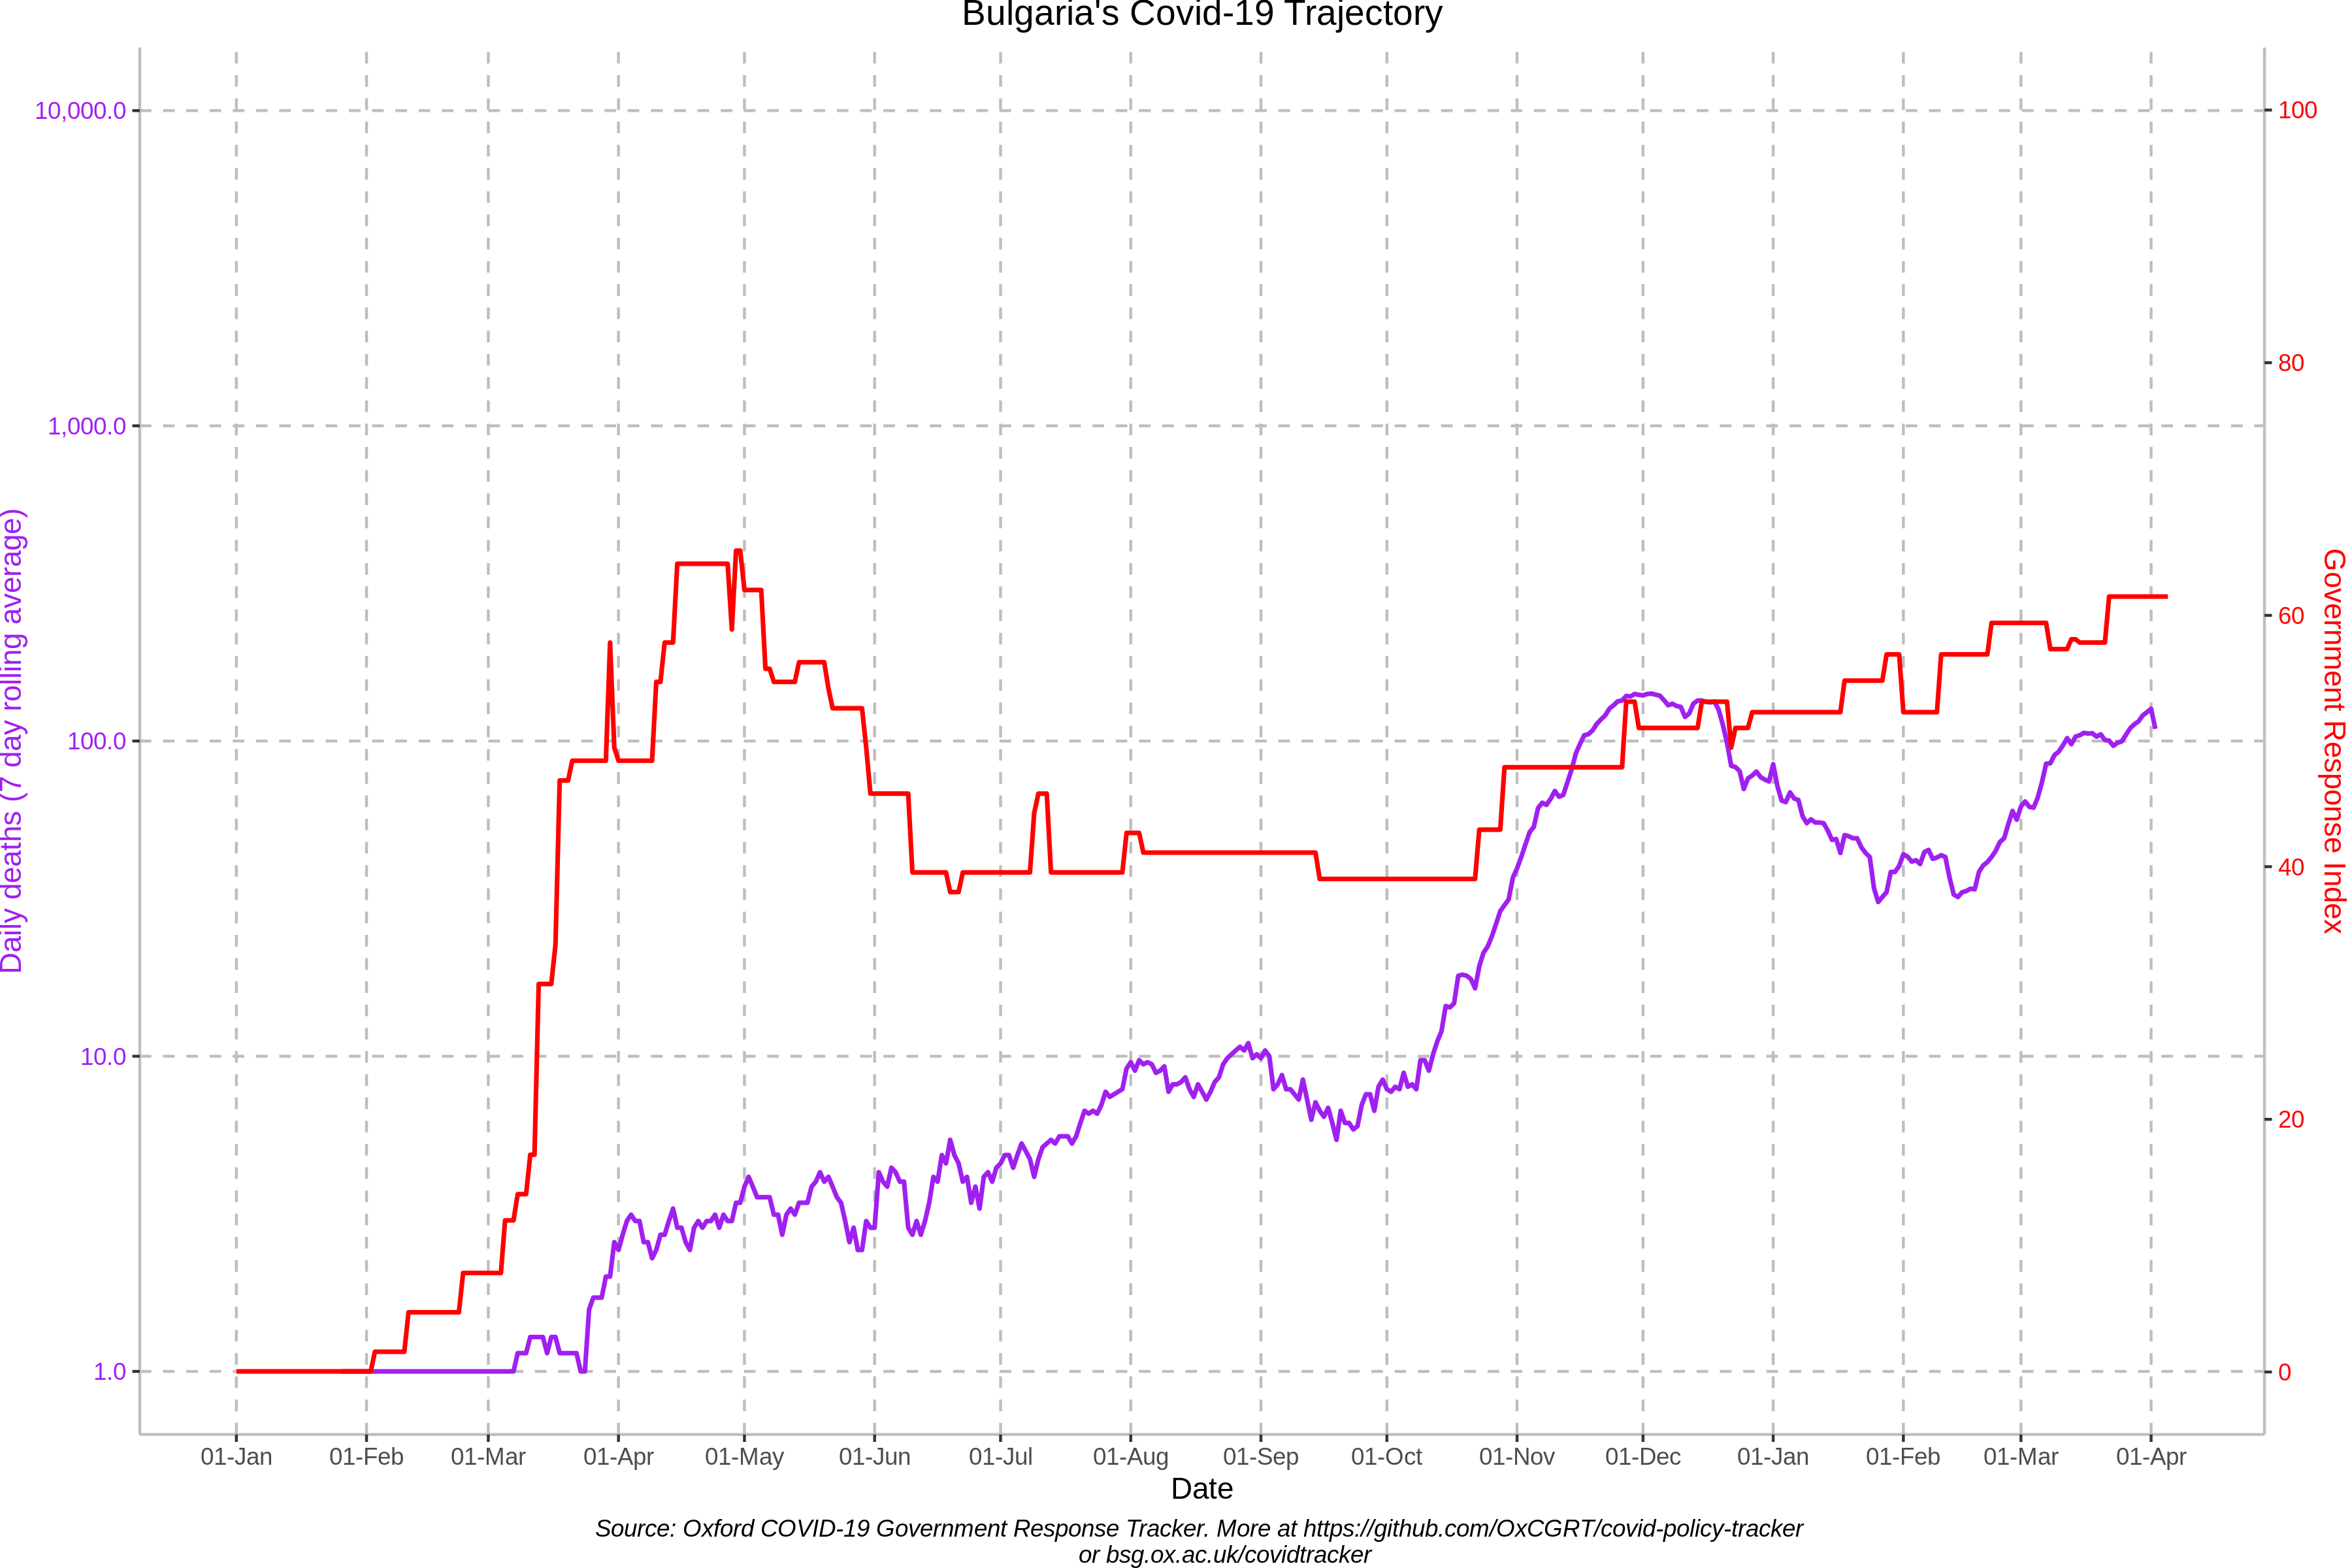 Bulgaria's Covid-19 Trajectory
10,000.0
1,000.0
100.0
10.0
1.0
Daily deaths (7 day rolling average)
100
80
60
40
20
0
Government Response Index
01-Jan 01-Feb 01-Mar 01-Apr 01-May 01-Jun 01-Jul 01-Aug 01-Sep 01-Oct 01-Nov 01-Dec 01-Jan 01-Feb 01-Mar 01-Apr
Date
Source: Oxford COVID-19 Government Response Tracker. More at https://github.com/OxCGRT/covid-policy-tracker
or bsg.ox.ac.uk/covidtracker